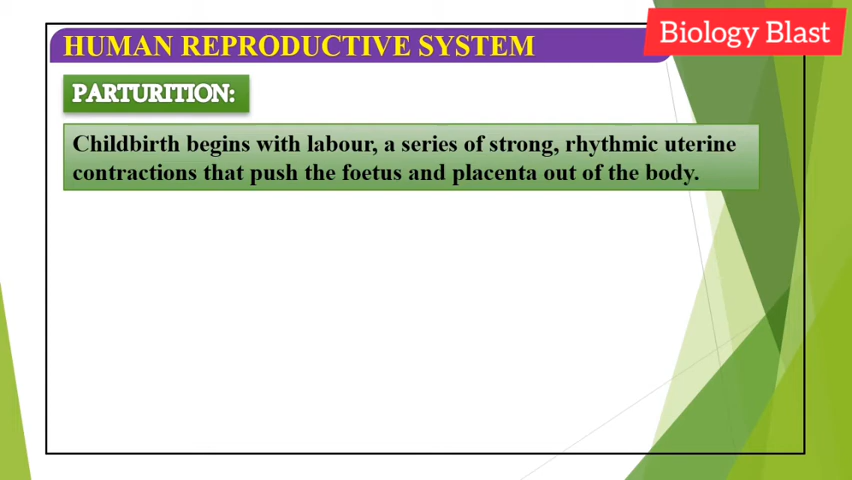 HUMAN REPRODUCTIVE SYSTEM
Biology Blast
PARTURITION:
Childbirth begins with labour, a series of strong, rhythmic uterine
contractions that push the foetus and placenta out of the body.